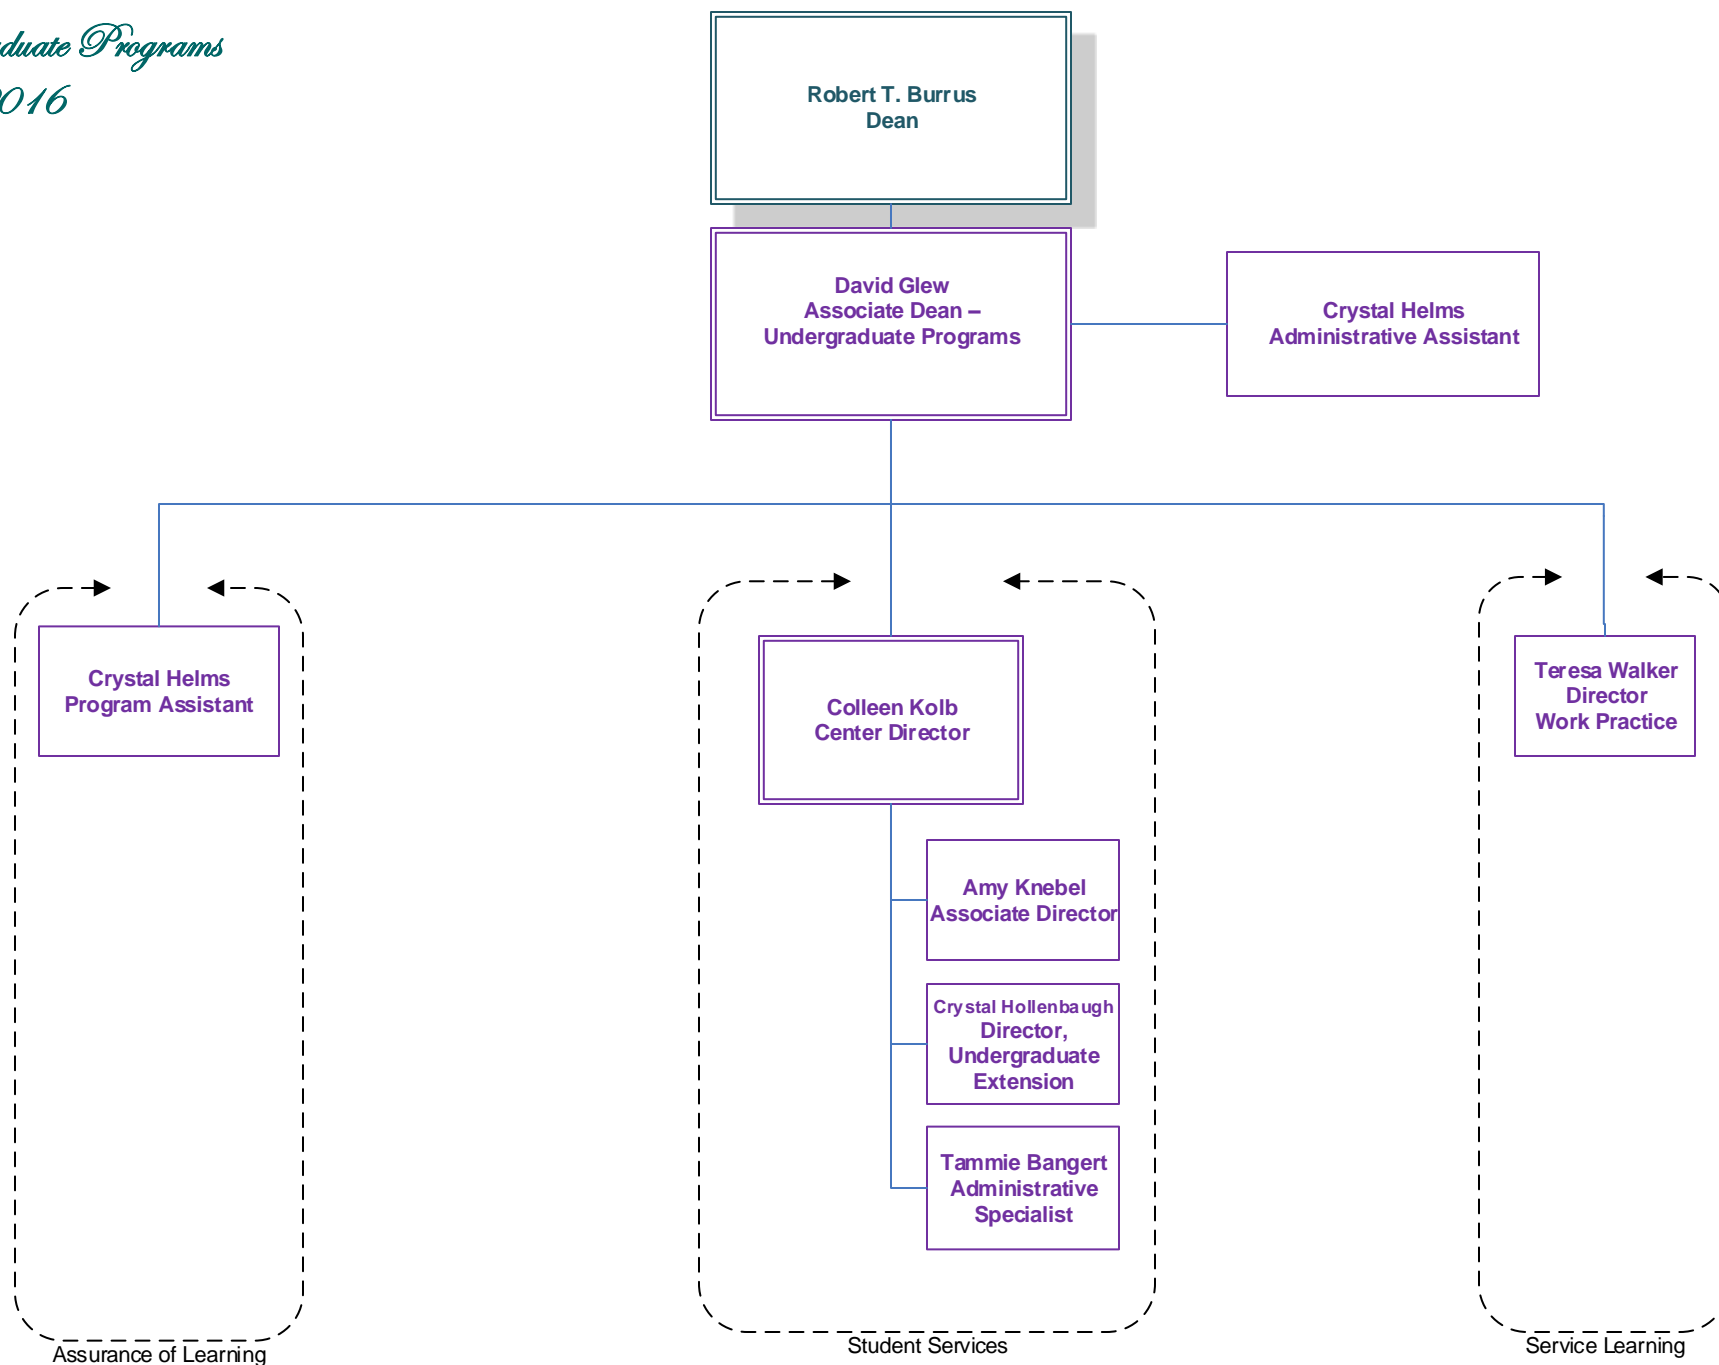 Programs
2016
Robert T. Burrus
Dean
David Glew
Associate Dean –
Undergraduate Programs
Crystal Helms
Administrative Assistant
Crystal Helms
Program Assistant
Colleen Kolb
Center Director
Teresa Walker
Director
Work Practice
Amy Knebel
Associate Director
Crystal Hollenbaugh
Director,
Undergraduate
Extension
Tammie Bangert
Administrative
Specialist
Assurance of Learning
Student Services
Service Learning